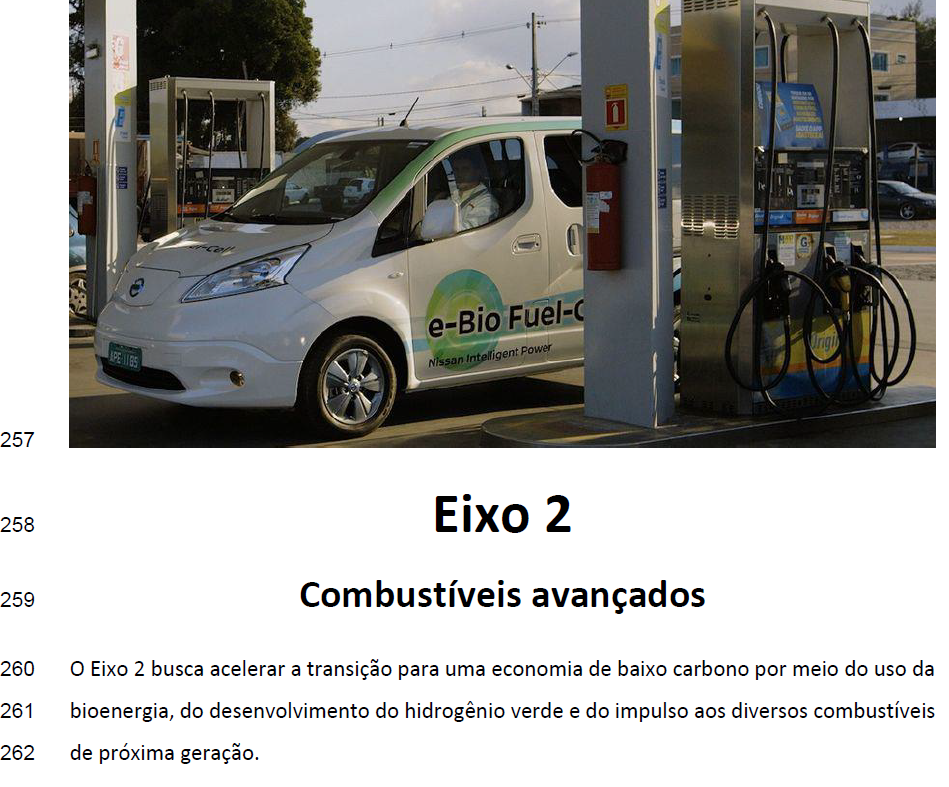 -Cell
e-Bio Fuel-C
Nissan Intelligent Power
Origin
257
Eixo 2
258
Combustíveis avançados
259
260 O Eixo 2 busca acelerar a transição para uma economia de baixo carbono por meio do uso da
261 bioenergia, do desenvolvimento do hidrogênio verde e do impulso aos diversos combustíveis
262 de próxima geração.